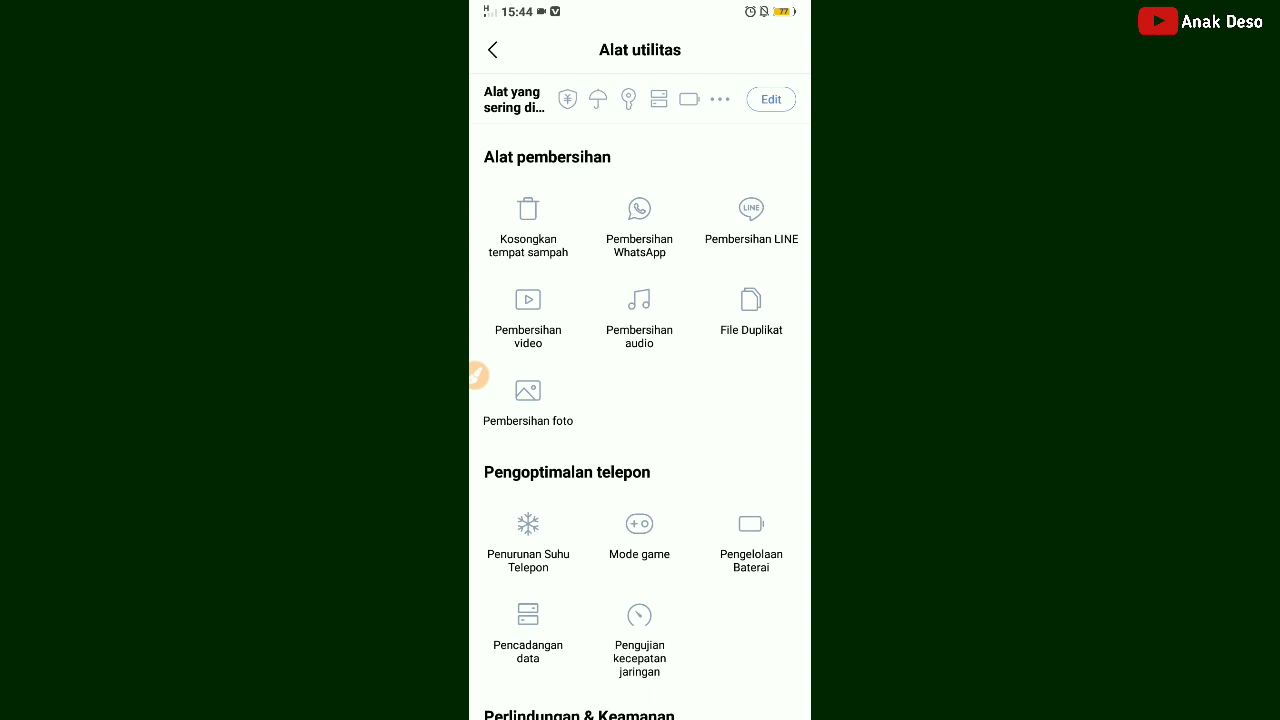 H
15:44
77
Anak Deso
Alat utilitas
Alat yang
sering di...
Edit
Alat pembersihan
Kosongkan
tempat sampah
Pembersihan
WhatsApp
LINE
Pembersihan LINE
Pembersihan
video
Pembersihan
audio
File Duplikat
Pembersihan foto
Pengoptimalan telepon
Penurunan Suhu
Telepon
Mode game
Pengelolaan
Baterai
Pencadangan
data
Pengujian
kecepatan
jaringan
Perlindungan & Keamanan